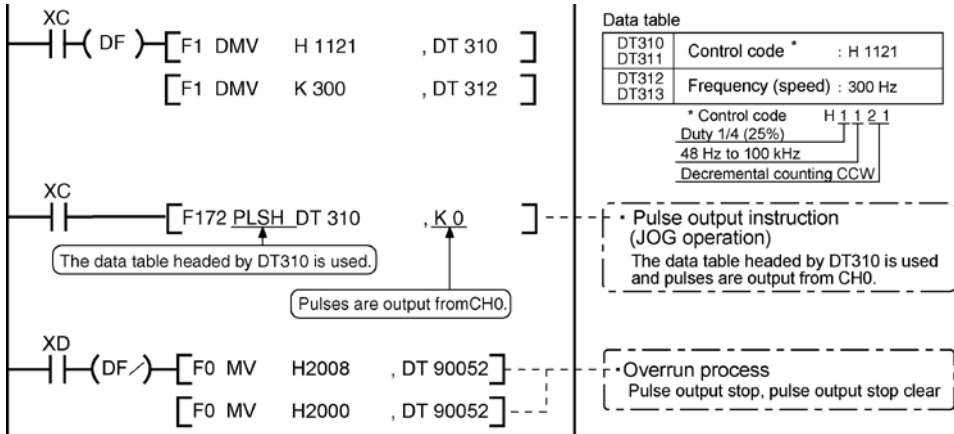 XC
( DF ) F1 DMV H 1121 , DT 310
F1 DMV K 300 , DT 312
XC
F172 PLSH DT 310 , K 0
The data table headed by DT310 is used.
Pulses are output fromCH0.
XD
(DF/) F0 MV H2008 , DT 90052
F0 MV H2000 , DT 90052
Data table
DT310
DT311
Control code * : H 1121
DT312
DT313
Frequency (speed) : 300 Hz
* Control code H 1 1 2 1
Duty 1/4 (25%)
48 Hz to 100 kHz
Decremental counting CCW
· Pulse output instruction
(JOG operation)
The data table headed by DT310 is used
and pulses are output from CH0.
·Overrun process
Pulse output stop, pulse output stop clear